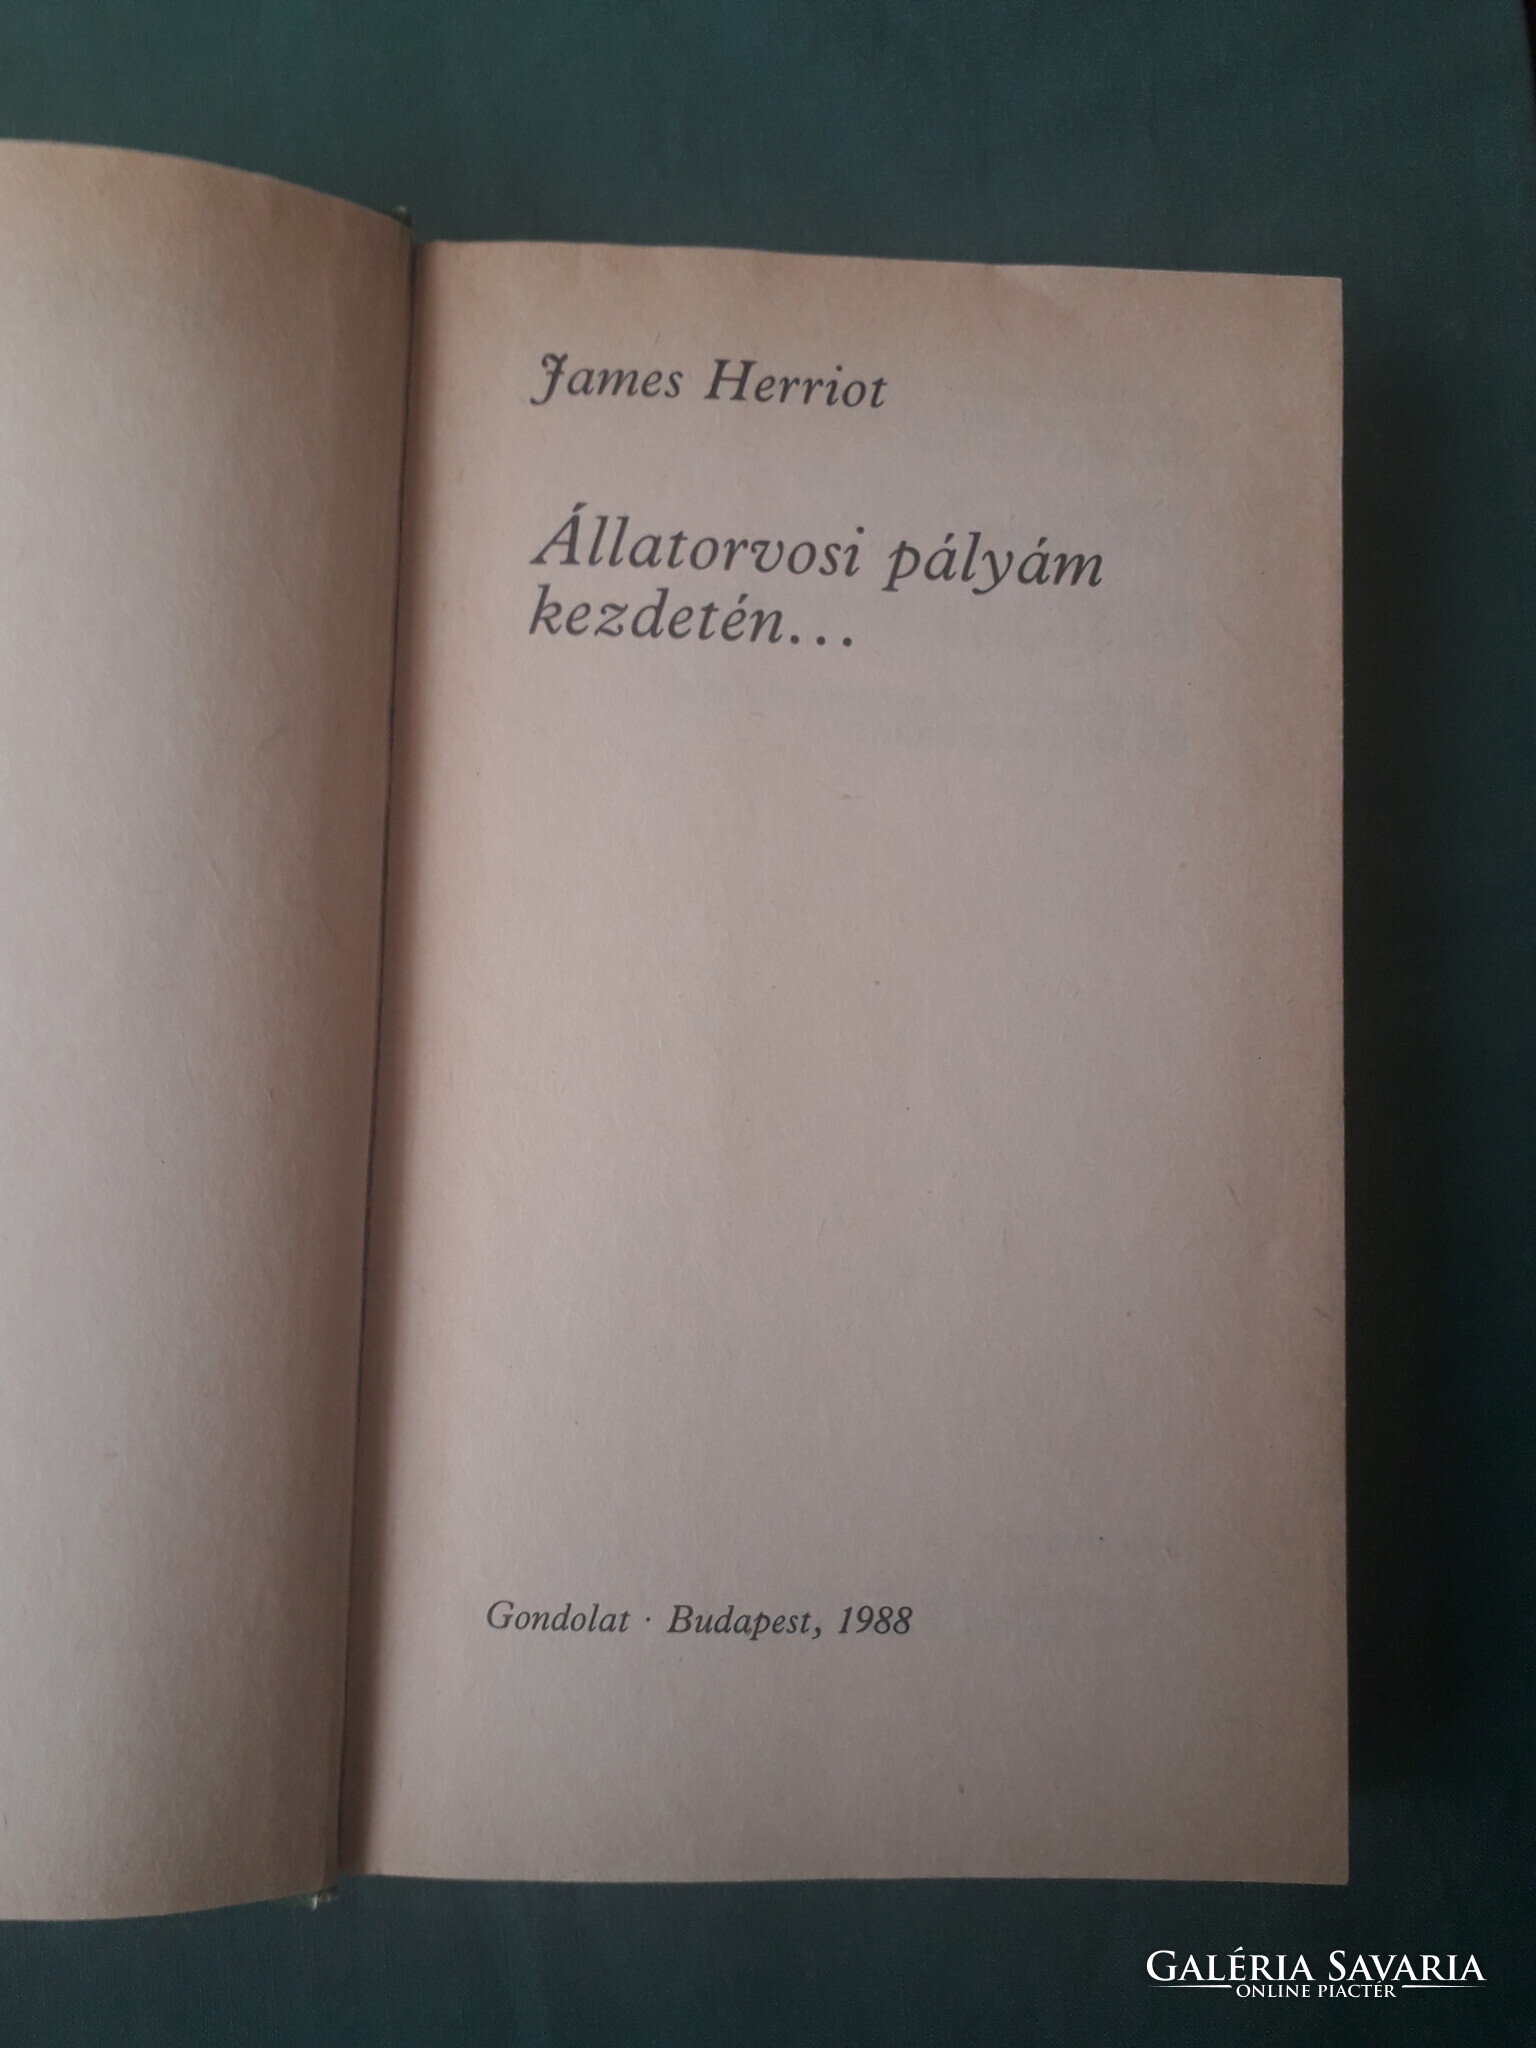 James Herriot
Állatorvosi pályám
kezdetén...
Gondolat · Budapest, 1988
GALÉRIA SAVARIA
ONLINE PIACTÉR